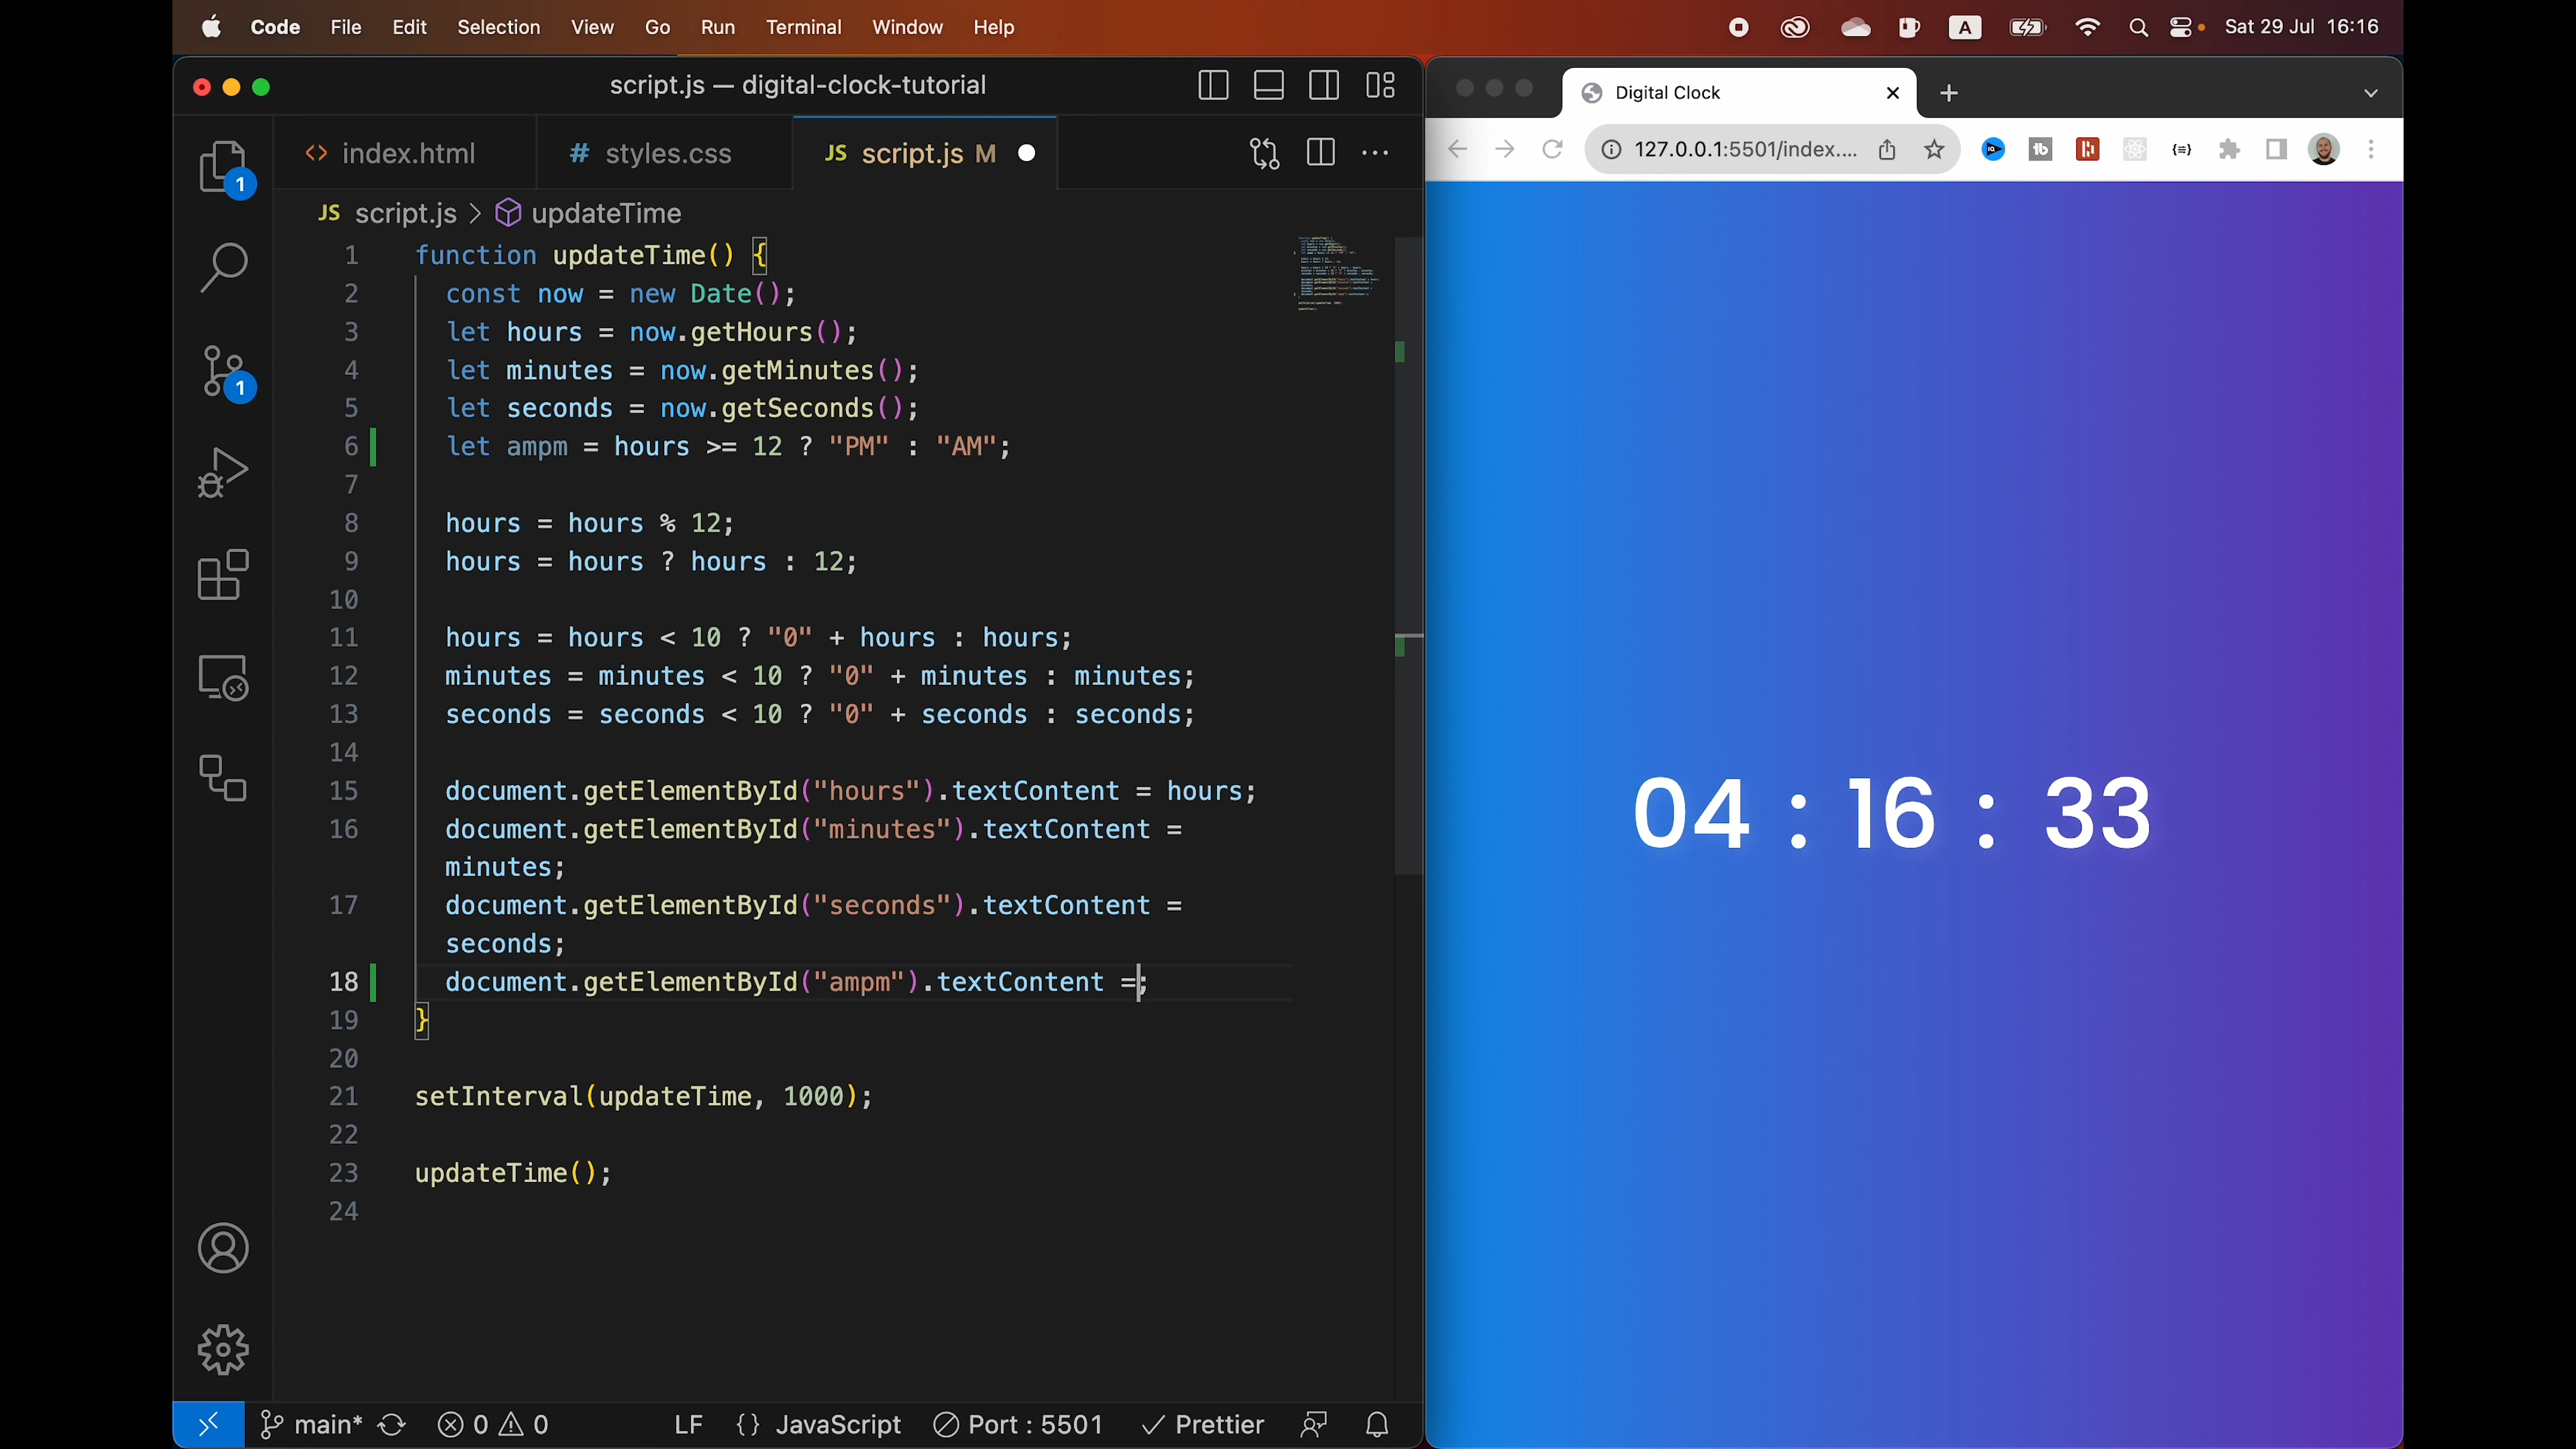 Code File Edit Selection View Go Run Terminal Window Help A Sat 29 Jul 16:16
script.js — digital-clock-tutorial
Digital Clock
index.html
# styles.css
JS script.js M
127.0.0.1:5501/index....
JS script.js > updateTime
1
1
1 function updateTime() {
2 const now = new Date();
3 let hours = now.getHours();
4 let minutes = now.getMinutes();
5 let seconds = now.getSeconds();
6 let ampm = hours >= 12 ? "PM" : "AM";
7
8 hours = hours % 12;
9 hours = hours ? hours : 12;
10
11 hours = hours < 10 ? "0" + hours : hours;
12 minutes = minutes < 10 ? "0" + minutes : minutes;
13 seconds = seconds < 10 ? "0" + seconds : seconds;
14
15 document.getElementById("hours").textContent = hours;
16 document.getElementById("minutes").textContent =
minutes;
17 document.getElementById("seconds").textContent =
seconds;
18 document.getElementById("ampm").textContent =;
19 }
20
21 setInterval(updateTime, 1000);
22
23 updateTime();
24
04 : 16 : 33
main* 0 0 LF {} JavaScript Port : 5501 Prettier